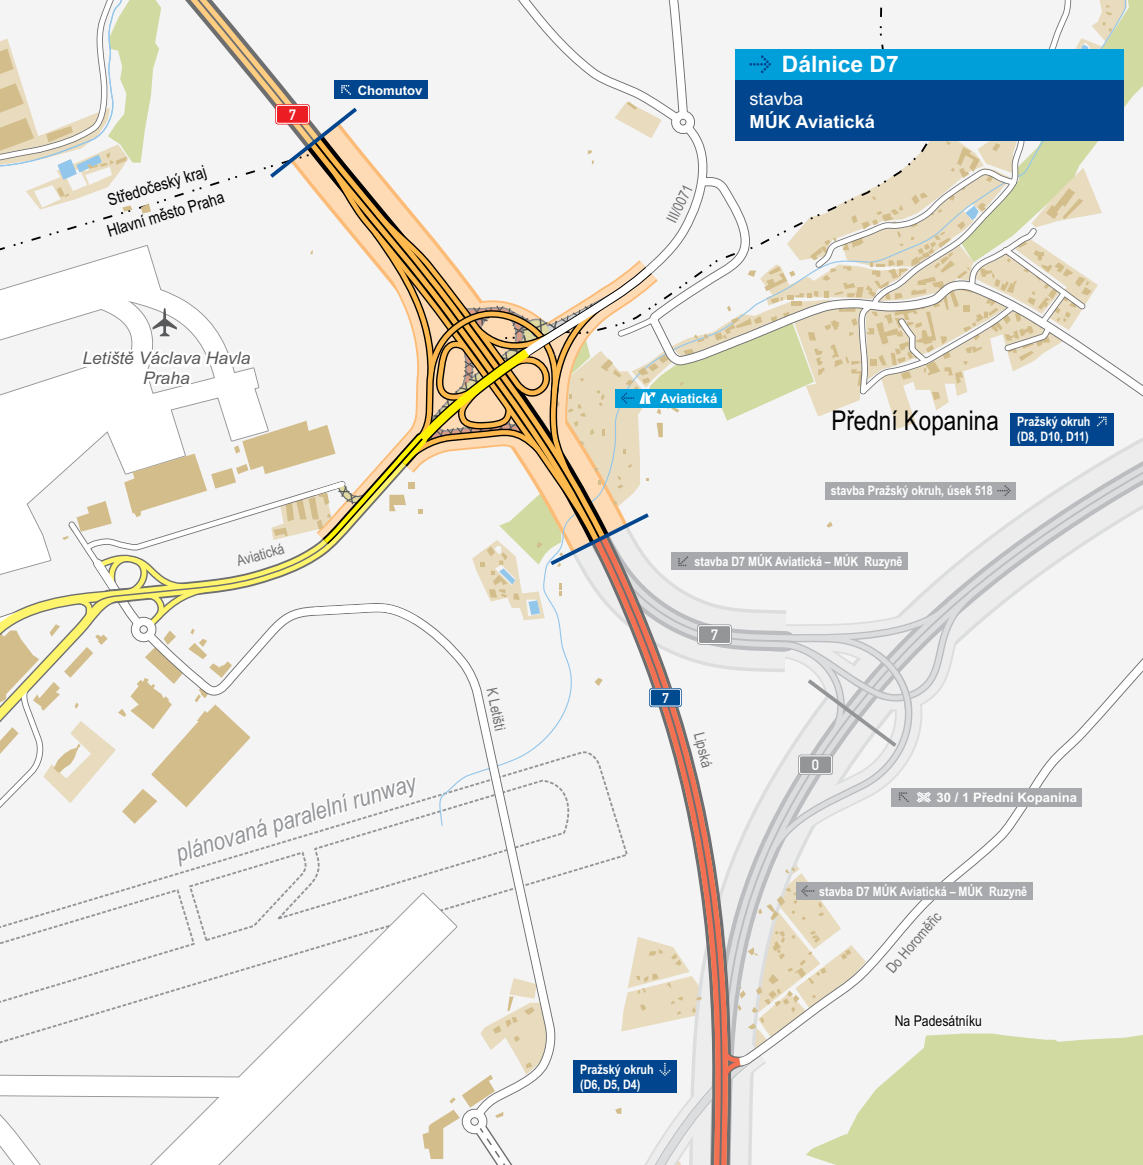 Dálnice D7
stavba
MÚK Aviatická
Chomutov
7
Středočeský kraj
Hlavní město Praha
III/0071
Letiště Václava Havla
Praha
Aviatická
Přední Kopanina
Pražský okruh
(D8, D10, D11)
stavba Pražský okruh, úsek 518
Aviatická
stavba D7 MÚK Aviatická – MÚK Ruzyně
7
7
K Letišti
Lipská
0
30 / 1 Přední Kopanina
plánovaná paralelní runway
stavba D7 MÚK Aviatická – MÚK Ruzyně
Do Horoměřic
Na Padesátníku
Pražský okruh
(D6, D5, D4)